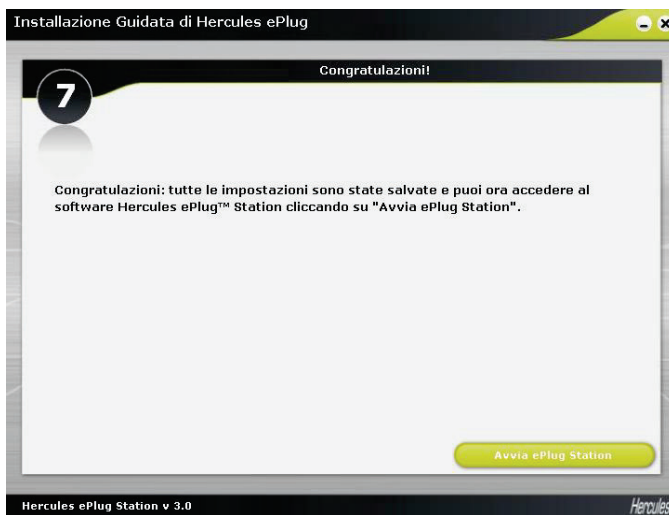 Installazione Guidata di Hercules ePlug
Congratulazioni!
7
Congratulazioni: tutte le impostazioni sono state salvate e puoi ora accedere al
software Hercules ePlug™ Station cliccando su "Avvia ePlug Station".
Avvia ePlug Station
Hercules ePlug Station v 3.0
Hercules